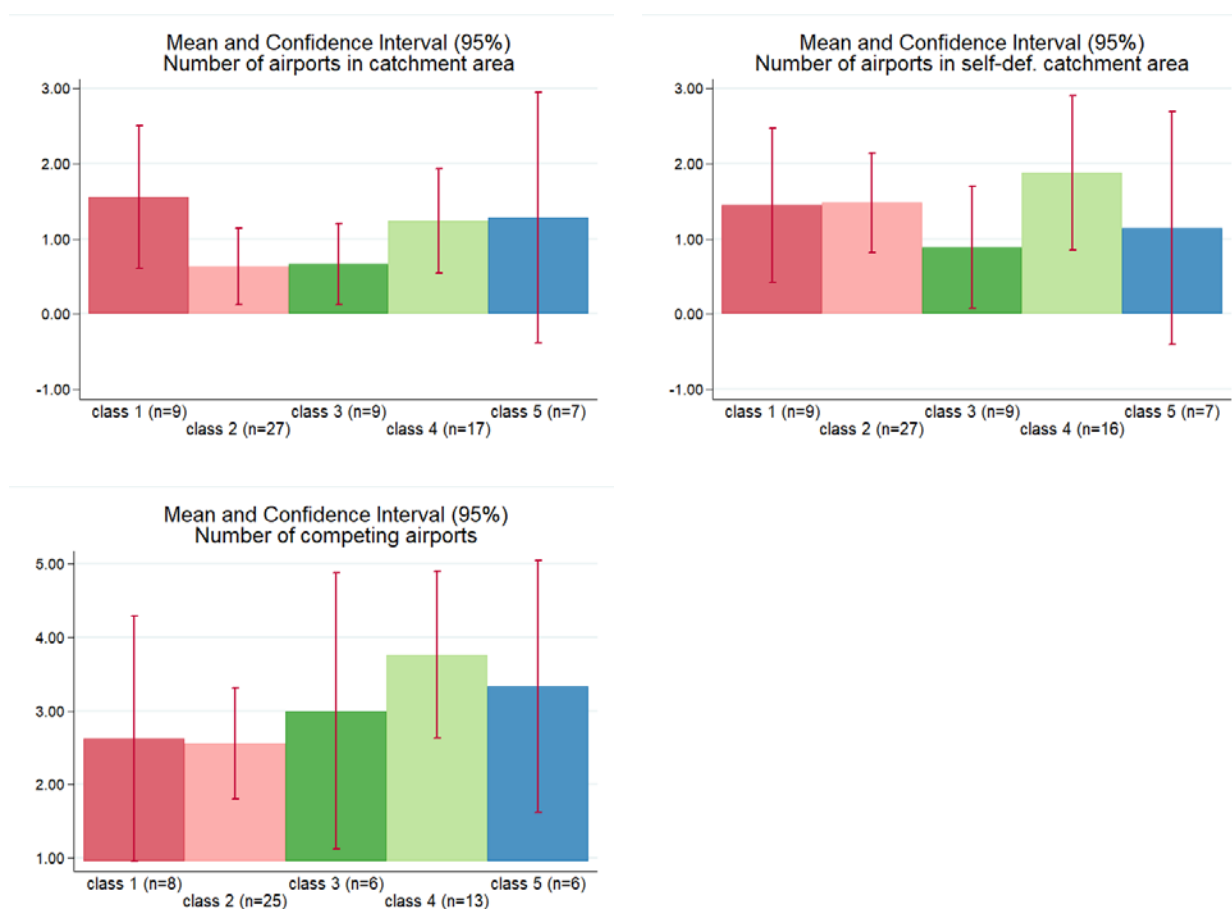 Mean and Confidence Interval (95%)
Number of airports in catchment area
3.00
2.00
1.00
0.00
-1.00
class 1 (n=9)
class 3 (n=9)
class 5 (n=7)
class 2 (n=27)
class 4 (n=17)
Mean and Confidence Interval (95%)
Number of airports in self-def. catchment area
3.00
2.00
1.00
0.00
-1.00
class 1 (n=9)
class 3 (n=9)
class 5 (n=7)
class 2 (n=27)
class 4 (n=16)
Mean and Confidence Interval (95%)
Number of competing airports
5.00
4.00
3.00
2.00
1.00
class 1 (n=8)
class 3 (n=6)
class 5 (n=6)
class 2 (n=25)
class 4 (n=13)